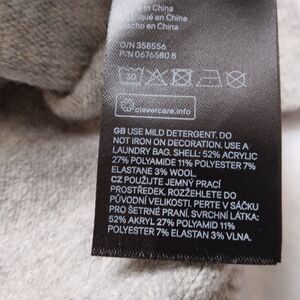 in China
iqué en China
echo en China
O/N 358556
P/N 0676580 8
30
clevercare.info
GB USE MILD DETERGENT. DO
NOT IRON ON DECORATION. USE A
LAUNDRY BAG. SHELL: 52% ACRYLIC
27% POLYAMIDE 11% POLYESTER 7%
ELASTANE 3% WOOL.
CZ POUŽIJTE JEMNÝ PRACÍ
PROSTŘEDEK. ROZŽEHLETE DO
PŮVODNÍ VELIKOSTI. PERTE V SÁČKU
PRO ŠETRNÉ PRANÍ. SVRCHNÍ LÁTKA:
52% AKRYL 27% POLYAMID 11%
POLYESTER 7% ELASTAN 3% VLNA.